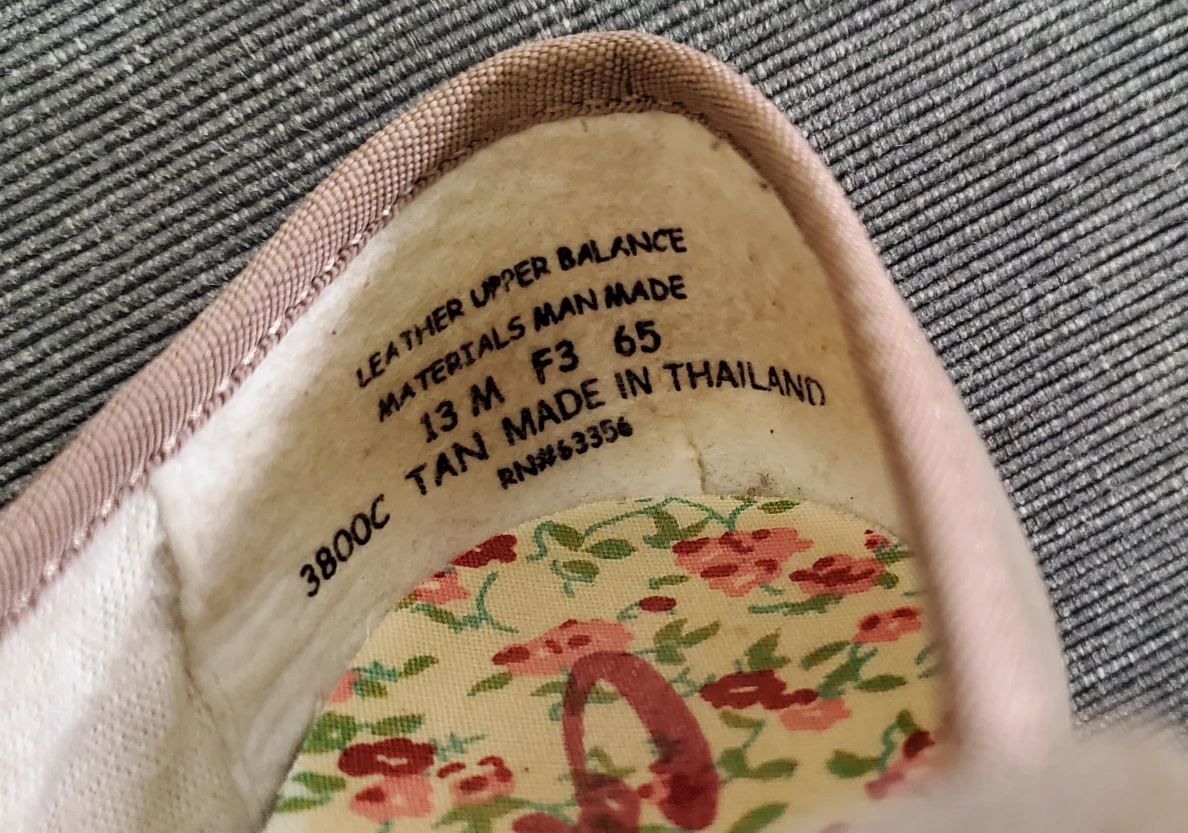 LEATHER UPPER BALANCE
MATERIALS MAN MADE
13 M F3 65
3800C TAN MADE IN THAILAND
RN#63356